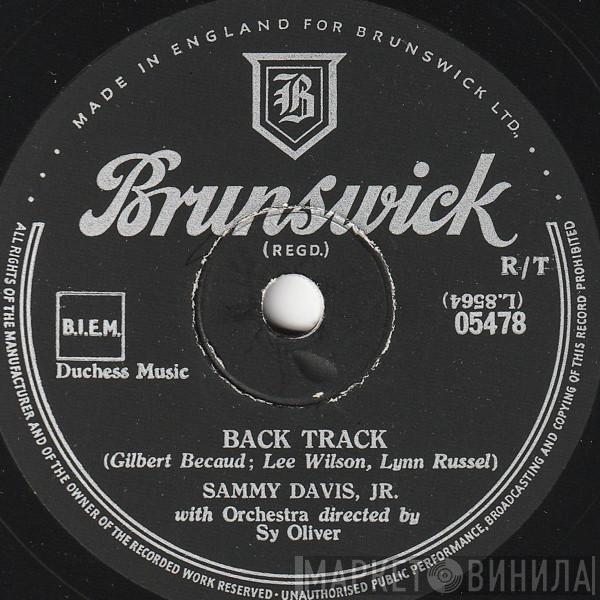 MADE IN ENGLAND FOR BRUNSWICK LTD.,
B
Brunswick
(REGD.)
R/T
(L.8564)
05478
B.I.E.M.
Duchess Music
BACK TRACK
(Gilbert Becaud; Lee Wilson, Lynn Russel)
SAMMY DAVIS, JR.
with Orchestra directed by
Sy Oliver
ALL RIGHTS OF THE MANUFACTURER AND OF THE OWNER OF THE RECORDED WORK RESERVED · UNAUTHORISED PUBLIC PERFORMANCE, BROADCASTING AND COPYING OF THIS RECORD PROHIBITED
МАРКЕТ ВИНИЛА